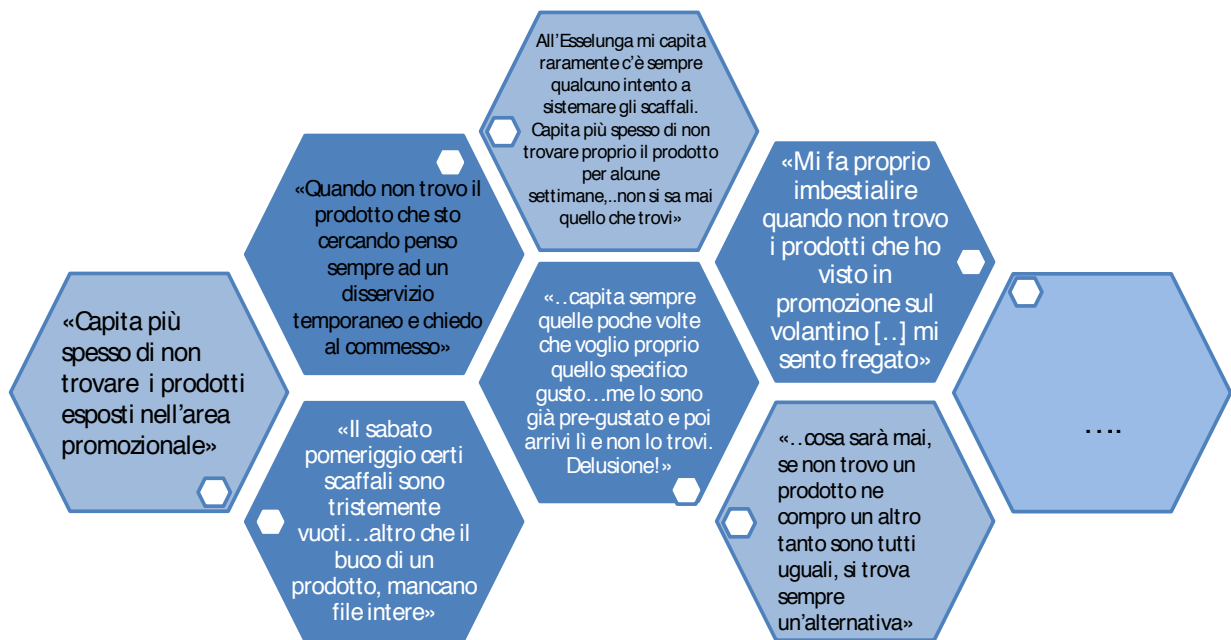 All'Esselunga mi capita
raramente c'è sempre
qualcuno intento a
sistemare gli scaffali.
Capita più spesso di non
trovare proprio il prodotto
per alcune
settimane,..non si sa mai
quello che trovi»
«Quando non trovo il
prodotto che sto
cercando penso
sempre ad un
disservizio
temporaneo e chiedo
al commesso»
«Mi fa proprio
imbestialire
quando non trovo
i prodotti che ho
visto in
promozione sul
volantino [..] mi
sento fregato»
«Capita più
spesso di non
trovare i prodotti
esposti nell'area
promozionale»
«..capita sempre
quelle poche volte
che voglio proprio
quello specifico
gusto…me lo sono
già pre-gustato e poi
arrivi lì e non lo trovi.
Delusione!»
….
«Il sabato
pomeriggio certi
scaffali sono
tristemente
vuoti…altro che il
buco di un
prodotto, mancano
file intere»
«..cosa sarà mai,
se non trovo un
prodotto ne
compro un altro
tanto sono tutti
uguali, si trova
sempre
un'alternativa»